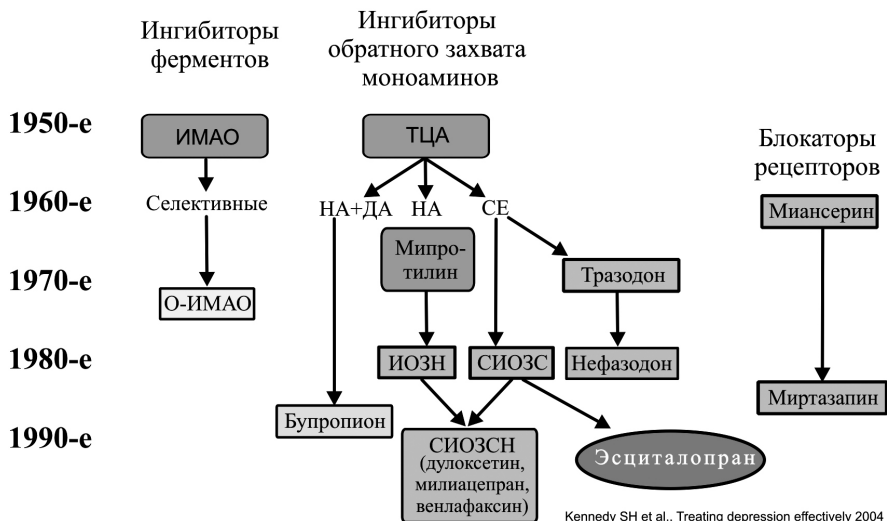 Ингибиторы
ферментов
Ингибиторы
обратного захвата
моноаминов
1950-е
ИМАО
ТЦА
Блокаторы
рецепторов
1960-е
Селективные
НА+ДА
НА
СЕ
Миансерин
Мипро-
тилин
1970-е
Тразодон
О-ИМАО
1980-е
ИОЗН
СИОЗС
Нефазодон
Миртазапин
Бупропион
1990-е
СИОЗСН
(дулоксетин,
милиацепран,
венлафаксин)
Эсциталопран
Kennedy SH et al., Treating depression effectively 2004